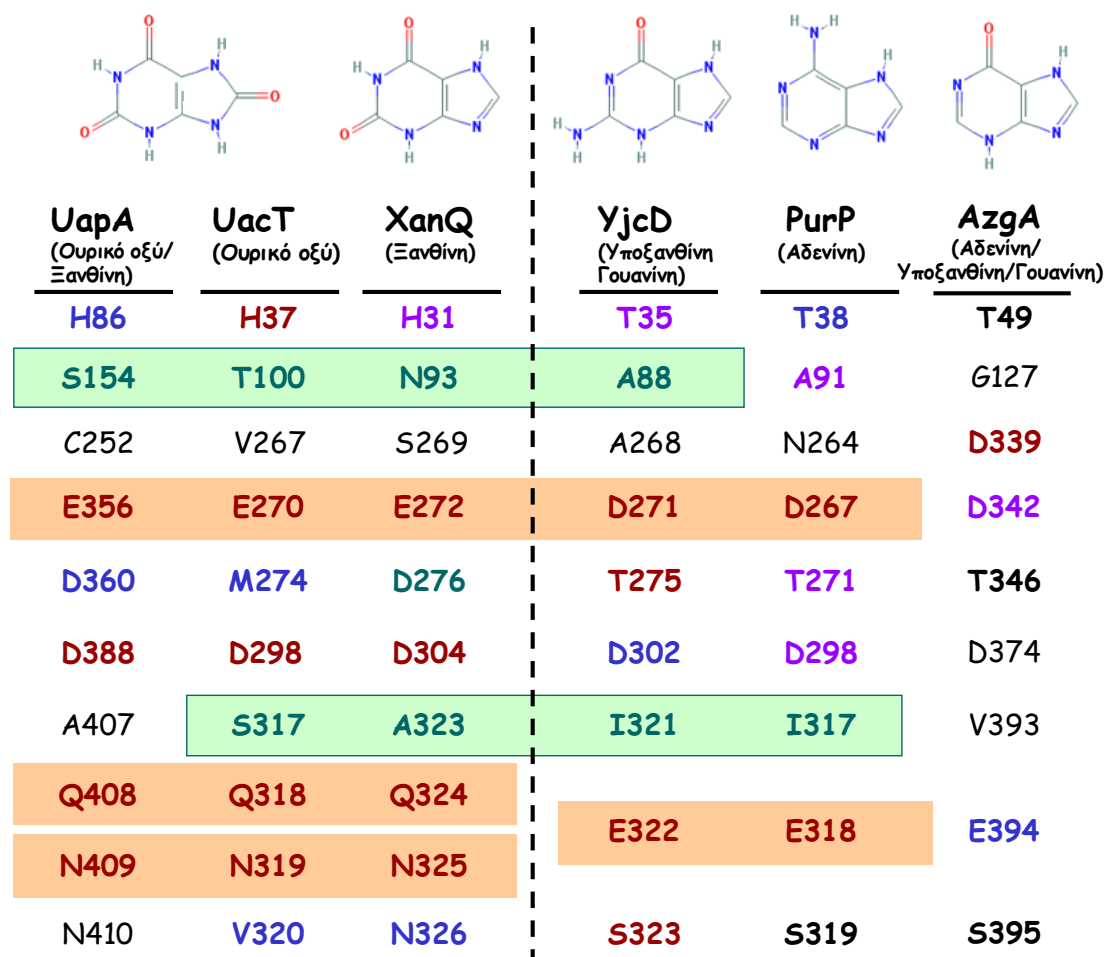 UapA UacT XanQ YjcD PurP AzgA
(Ουρικό οξύ/ (Ουρικό οξύ) (Ξανθίνη) (Υποξανθίνη (Αδενίνη) (Αδενίνη/
Ξανθίνη) Γουανίνη) Υποξανθίνη/Γουανίνη)
H86 H37 H31 T35 T38 T49
S154 T100 N93 A88 A91 G127
C252 V267 S269 A268 N264 D339
E356 E270 E272 D271 D267 D342
D360 M274 D276 T275 T271 T346
D388 D298 D304 D302 D298 D374
A407 S317 A323 I321 I317 V393
Q408 Q318 Q324
E322 E318 E394
N409 N319 N325
N410 V320 N326 S323 S319 S395